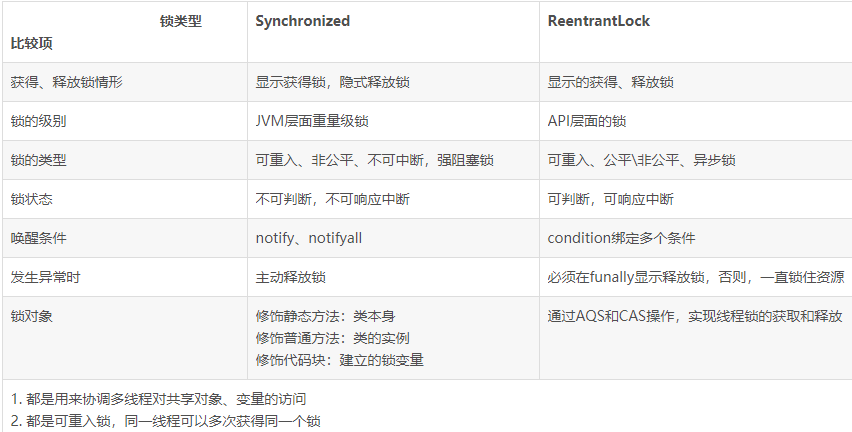 锁类型
比较项
Synchronized
ReentrantLock
获得、释放锁情形
显示获得锁，隐式释放锁
显示的获得、释放锁
锁的级别
JVM层面重量级锁
API层面的锁
锁的类型
可重入、非公平、不可中断，强阻塞锁
可重入、公平\非公平、异步锁
锁状态
不可判断，不可响应中断
可判断，可响应中断
唤醒条件
notify、notifyall
condition绑定多个条件
发生异常时
主动释放锁
必须在funally显示释放锁，否则，一直锁住资源
锁对象
修饰静态方法：类本身
修饰普通方法：类的实例
修饰代码块：建立的锁变量
通过AQS和CAS操作，实现线程锁的获取和释放
1. 都是用来协调多线程对共享对象、变量的访问
2. 都是可重入锁，同一线程可以多次获得同一个锁